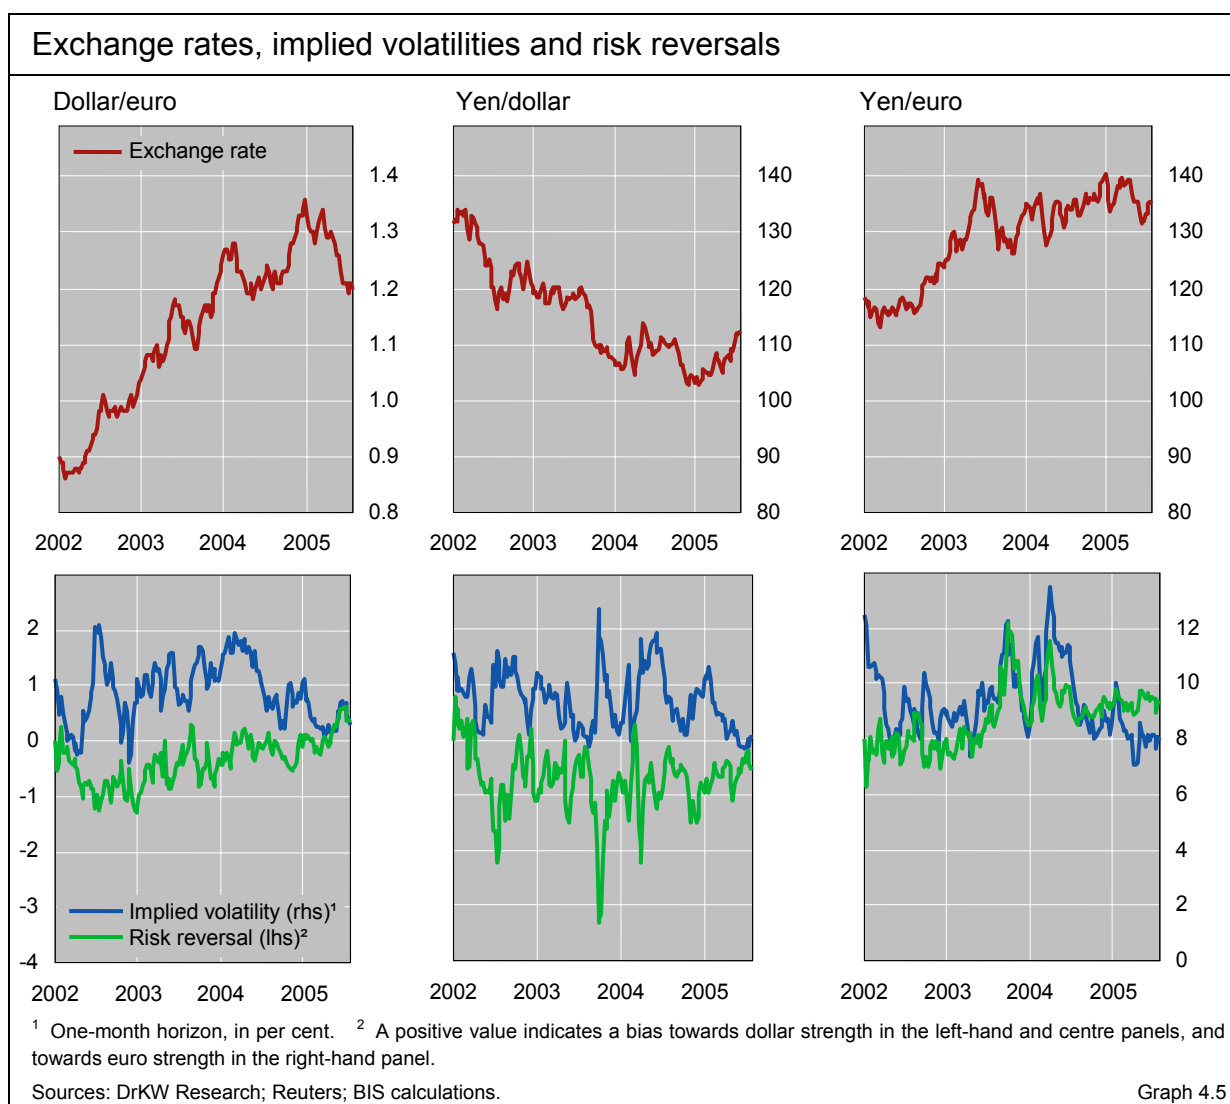 Exchange rates, implied volatilities and risk reversals
Dollar/euro
Yen/dollar
Yen/euro
Exchange rate
1.4
1.3
1.2
1.1
1.0
0.9
0.8
2002 2003 2004 2005
140
130
120
110
100
90
80
2002 2003 2004 2005
140
130
120
110
100
90
80
2002 2003 2004 2005
2
1
0
-1
-2
-3
-4
Implied volatility (rhs)¹
Risk reversal (lhs)²
2002 2003 2004 2005
2002 2003 2004 2005
12
10
8
6
4
2
0
2002 2003 2004 2005
¹ One-month horizon, in per cent. ² A positive value indicates a bias towards dollar strength in the left-hand and centre panels, and
towards euro strength in the right-hand panel.
Sources: DrKW Research; Reuters; BIS calculations. Graph 4.5